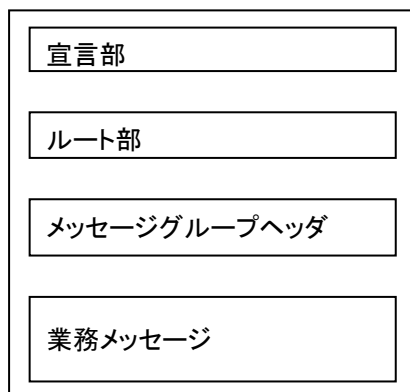 宣言部
ルート部
メッセージグループヘッダ
業務メッセージ